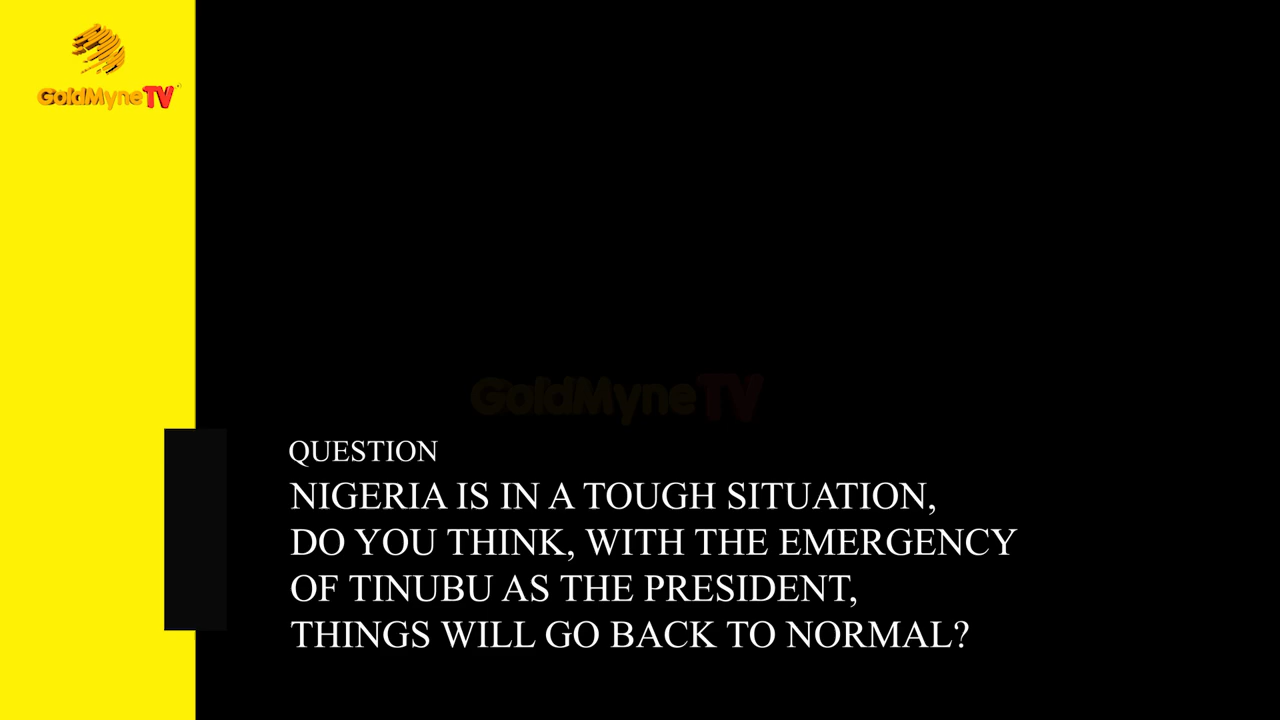 GoldMyneTV
GoldMyneTV
QUESTION
NIGERIA IS IN A TOUGH SITUATION,
DO YOU THINK, WITH THE EMERGENCY
OF TINUBU AS THE PRESIDENT,
THINGS WILL GO BACK TO NORMAL?